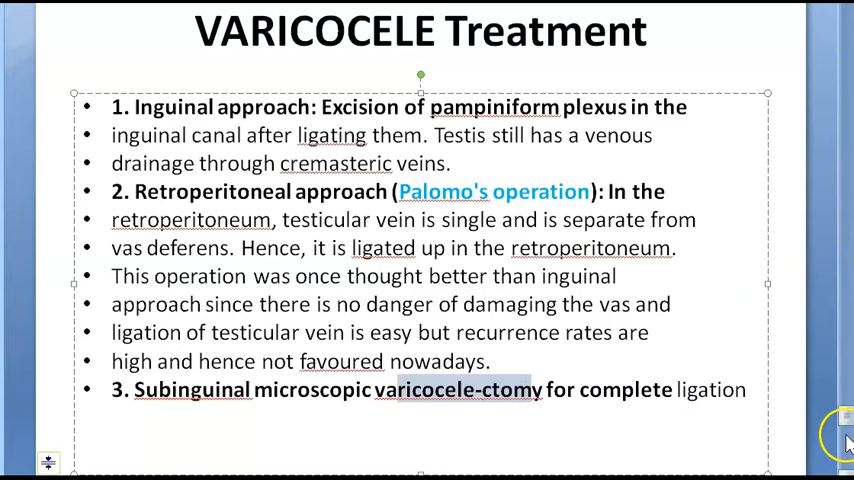 VARICOCELE Treatment
• 1. Inguinal approach: Excision of pampiniform plexus in the
• inguinal canal after ligating them. Testis still has a venous
• drainage through cremasteric veins.
• 2. Retroperitoneal approach (Palomo's operation): In the
• retroperitoneum, testicular vein is single and is separate from
• vas deferens. Hence, it is ligated up in the retroperitoneum.
• This operation was once thought better than inguinal
• approach since there is no danger of damaging the vas and
• ligation of testicular vein is easy but recurrence rates are
• high and hence not favoured nowadays.
• 3. Subinguinal microscopic varicocele-ctomy for complete ligation